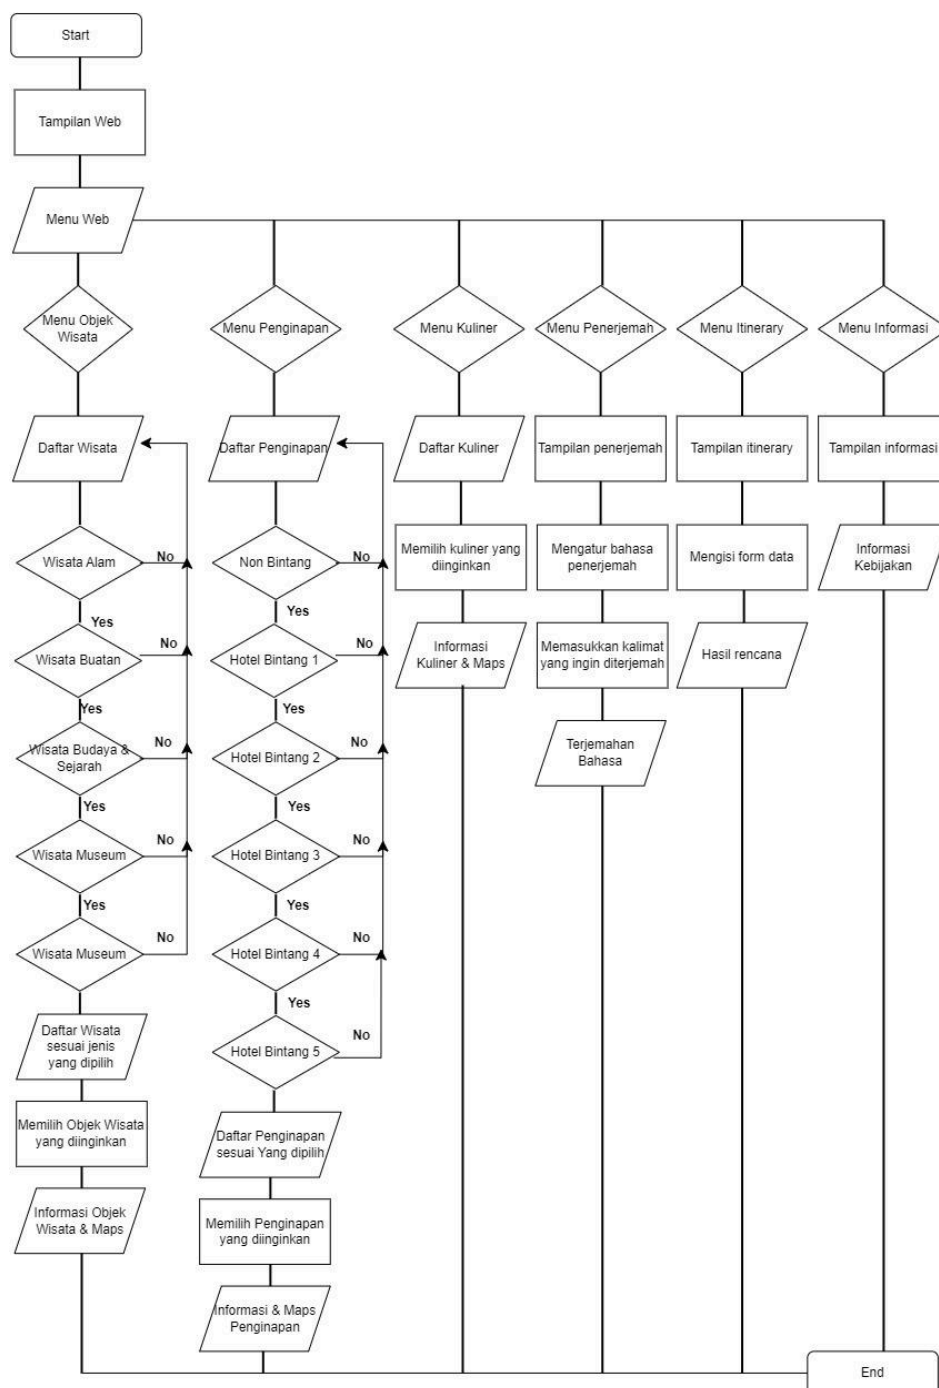 Start
Tampilan Web
Menu Web
Menu Objek
Wisata
Menu Penginapan
Menu Kuliner
Menu Penerjemah
Menu Itinerary
Menu Informasi
Daftar Wisata
Daftar Penginapan
Daftar Kuliner
Tampilan penerjemah
Tampilan itinerary
Tampilan informasi
Wisata Alam
No
Yes
Wisata Buatan
No
Yes
Wisata Budaya &
Sejarah
No
Yes
Wisata Museum
No
Yes
Wisata Museum
No
Daftar Wisata
sesuai jenis
yang dipilih
Memilih Objek Wisata
yang diinginkan
Informasi Objek
Wisata & Maps
Non Bintang
No
Yes
Hotel Bintang 1
No
Yes
Hotel Bintang 2
No
Yes
Hotel Bintang 3
No
Yes
Hotel Bintang 4
No
Yes
Hotel Bintang 5
No
Daftar Penginapan
sesuai Yang dipilih
Memilih Penginapan
yang diinginkan
Informasi & Maps
Penginapan
Memilih kuliner yang
diinginkan
Informasi
Kuliner & Maps
Mengatur bahasa
penerjemah
Memasukkan kalimat
yang ingin diterjemah
Terjemahan
Bahasa
Mengisi form data
Hasil rencana
Informasi
Kebijakan
End